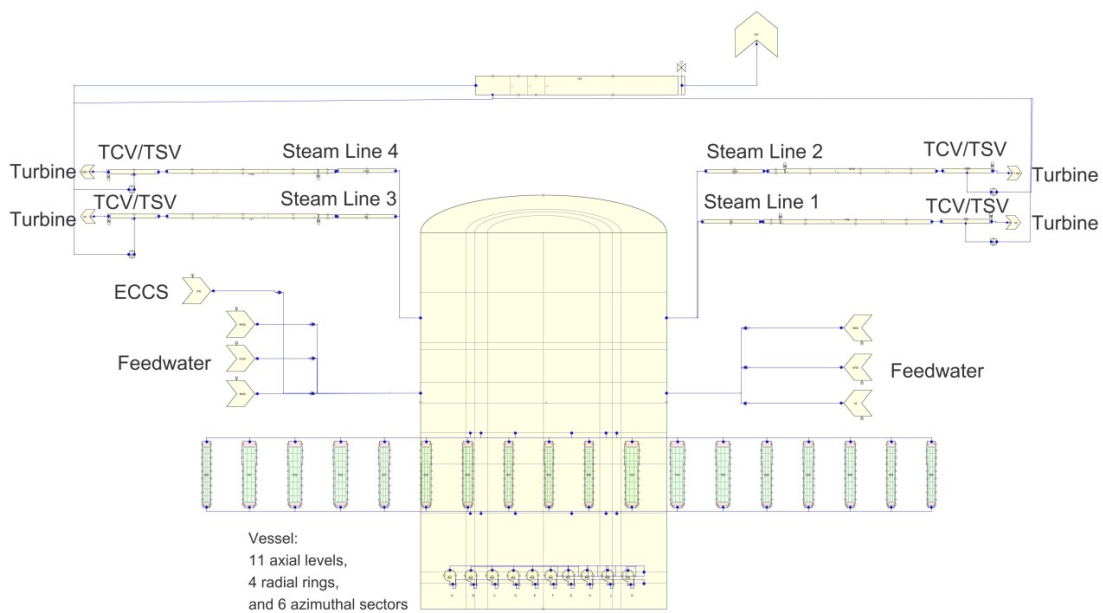 TCV/TSV
Steam Line 4
Turbine
TCV/TSV
Steam Line 3
Turbine
Steam Line 2
TCV/TSV
Turbine
Steam Line 1
TCV/TSV
Turbine
ECCS
Feedwater
Feedwater
Vessel:
11 axial levels,
4 radial rings,
and 6 azimuthal sectors